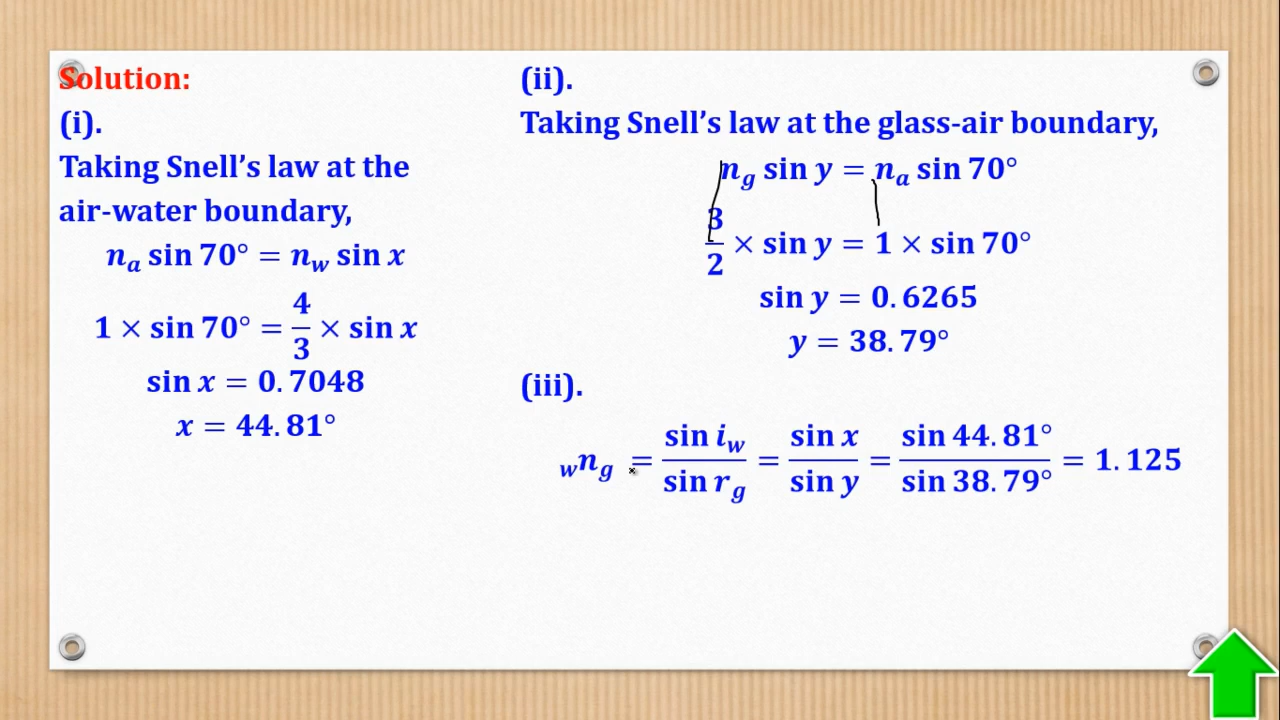 Solution:
(i).
Taking Snell's law at the
air-water boundary,
nₐ sin 70° = n_w sin x
1 × sin 70° = 4/3 × sin x
sin x = 0.7048
x = 44.81°
(ii).
Taking Snell's law at the glass-air boundary,
n_g sin y = nₐ sin 70°
3/2 × sin y = 1 × sin 70°
sin y = 0.6265
y = 38.79°
(iii).
_w n_g = sin i_w / sin r_g = sin x / sin y = sin 44.81° / sin 38.79° = 1.125